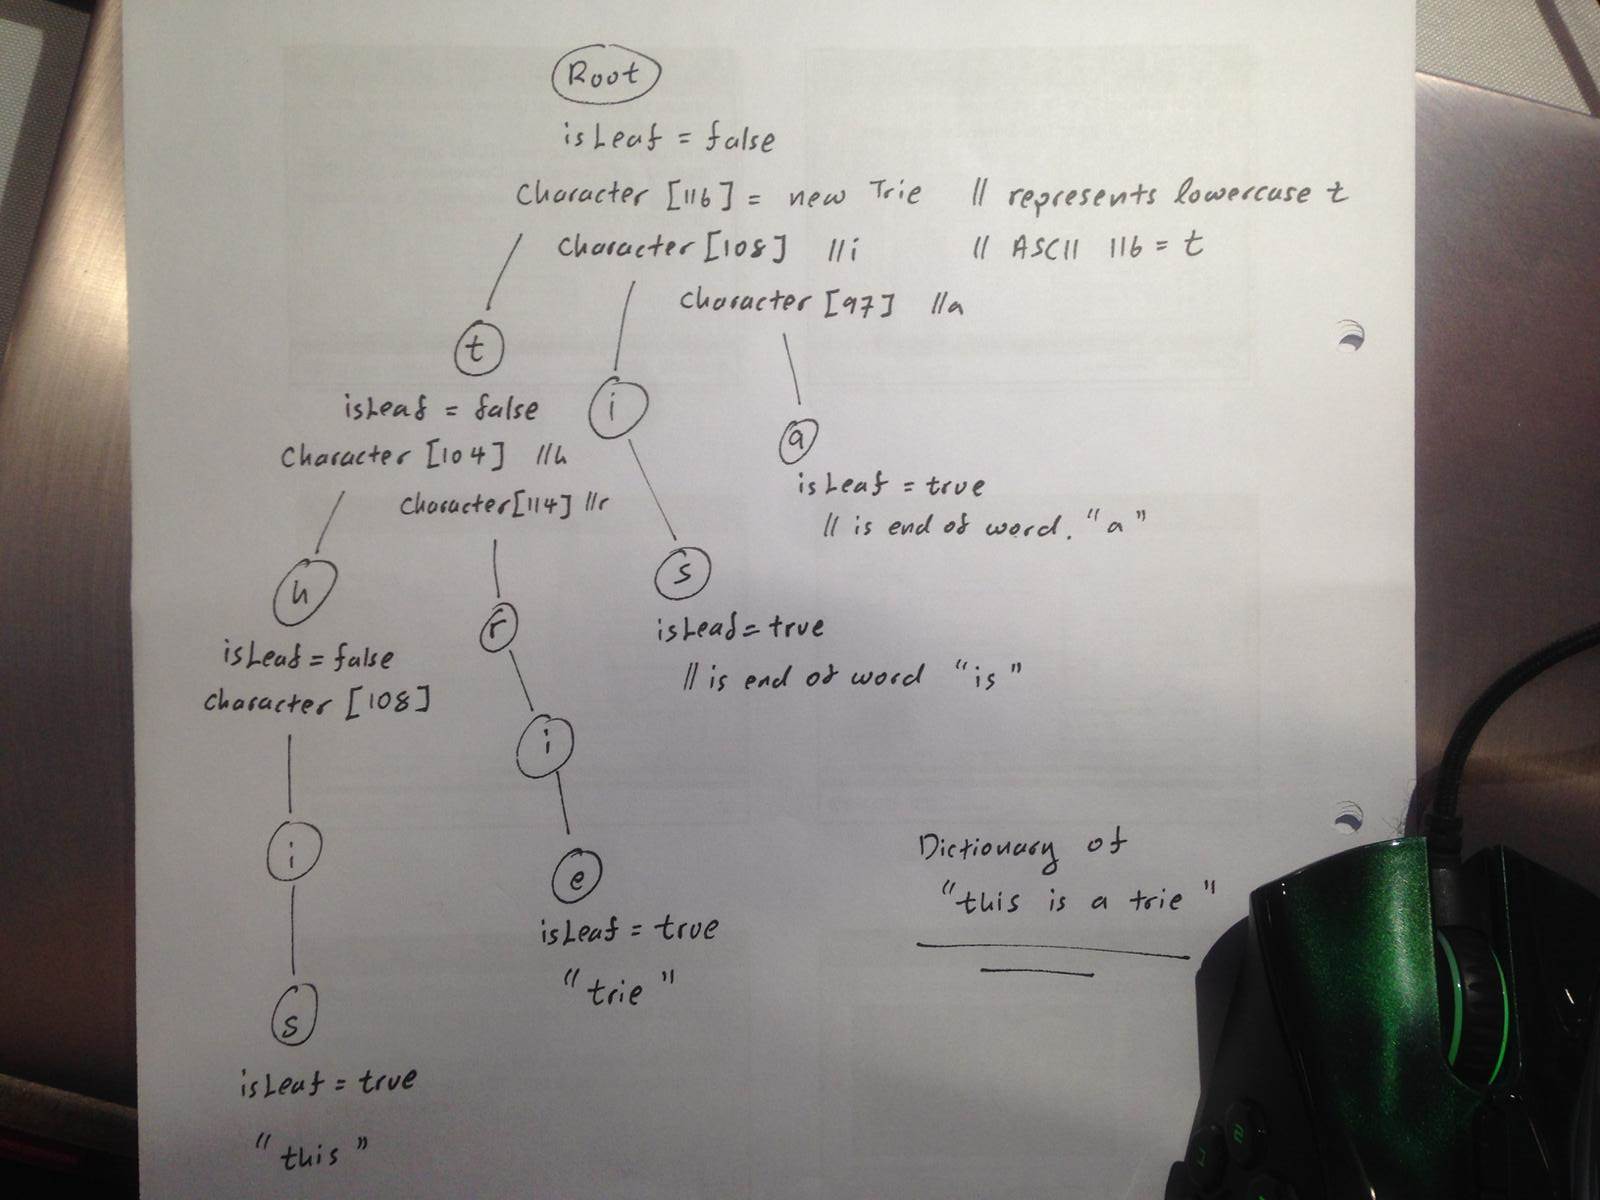 Root
isLeaf = false
Character [116] = new Trie // represents lowercase t
Character [108] //i // ASCII 116 = t
Character [97] //a
t
i
a
isLeaf = false
Character [104] //h
Character [114] //r
isLeaf = true
// is end of word. "a"
h
r
s
isLeaf = false
Character [108]
isLeaf = true
// is end of word "is"
i
i
e
isLeaf = true
"trie"
Dictionary of
"this is a trie"
s
isLeaf = true
"this"